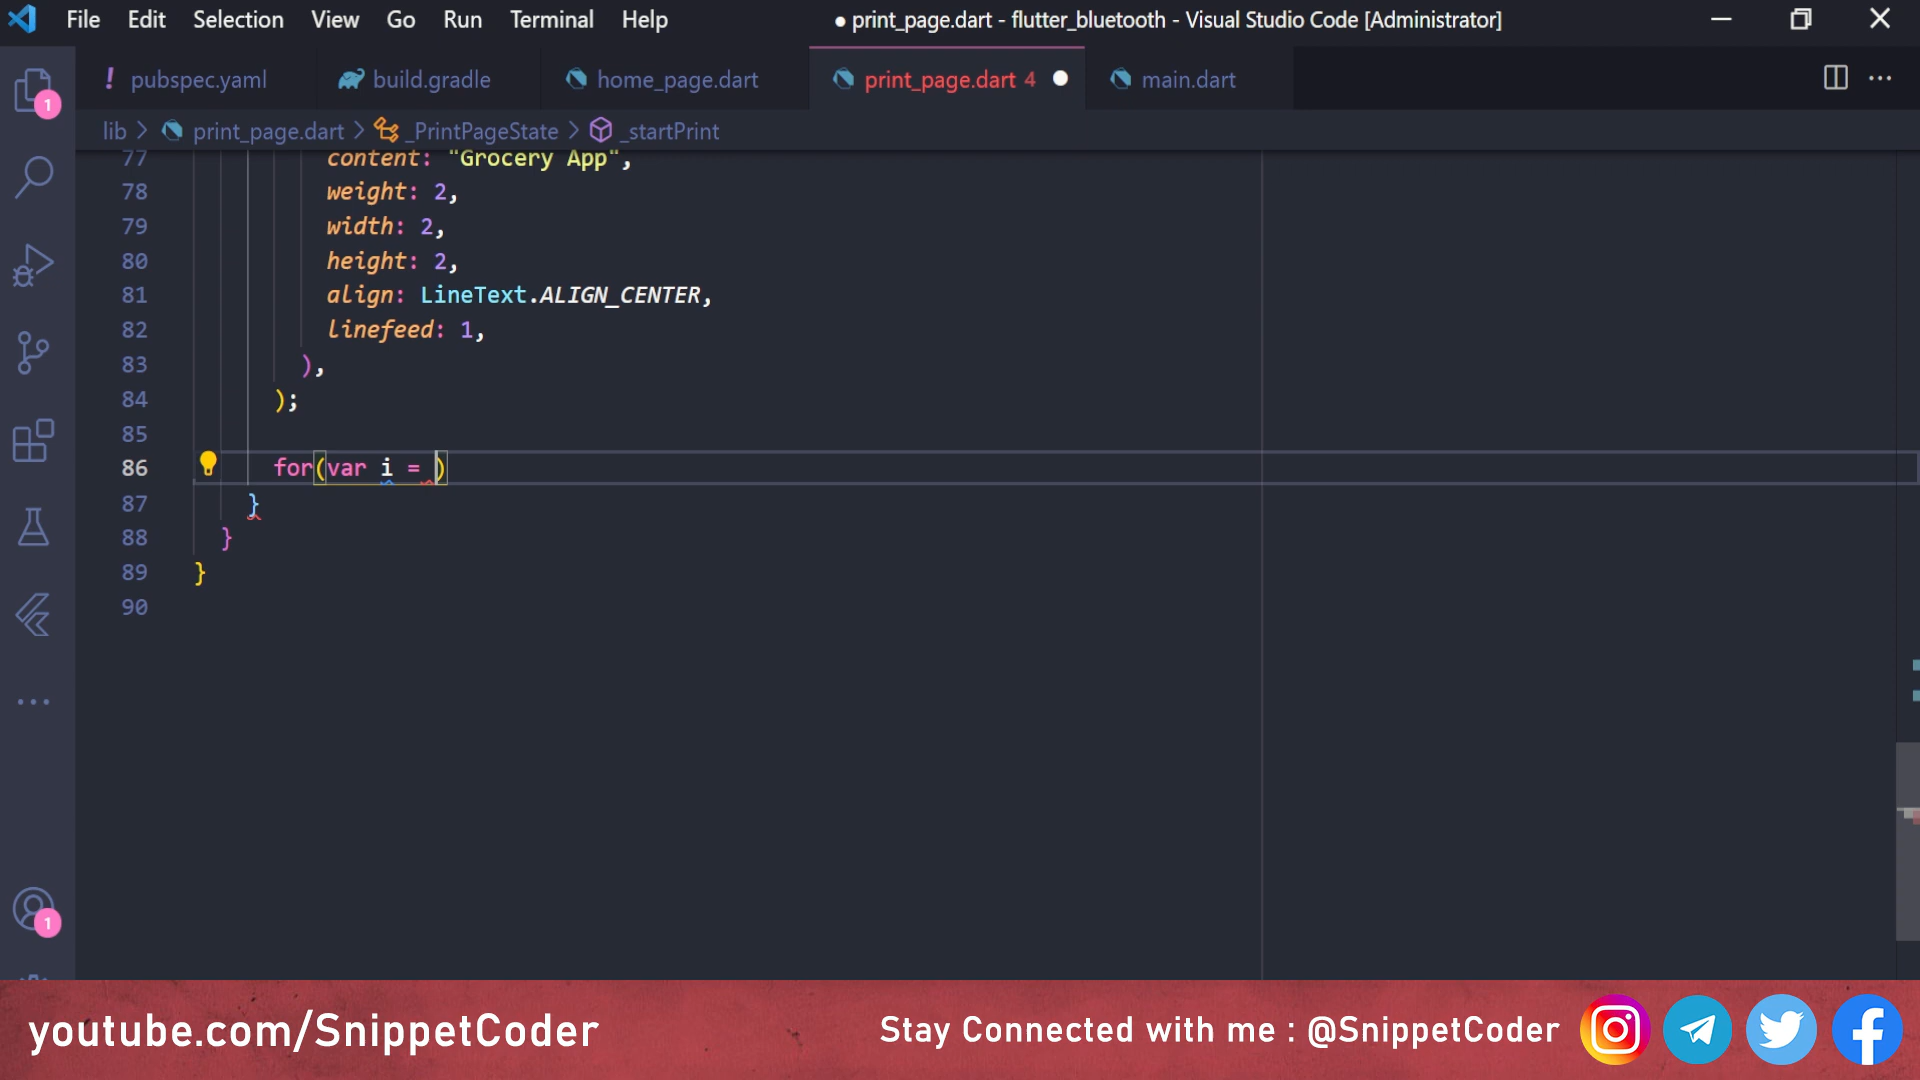 File Edit Selection View Go Run Terminal Help
● print_page.dart - flutter_bluetooth - Visual Studio Code [Administrator]
! pubspec.yaml
build.gradle
home_page.dart
print_page.dart 4
main.dart
lib > print_page.dart > _PrintPageState > _startPrint
77 content: "Grocery App",
78 weight: 2,
79 width: 2,
80 height: 2,
81 align: LineText.ALIGN_CENTER,
82 linefeed: 1,
83 ),
84 );
85
86 for(var i = )
87 }
88 }
89 }
90
1
1
youtube.com/SnippetCoder
Stay Connected with me : @SnippetCoder